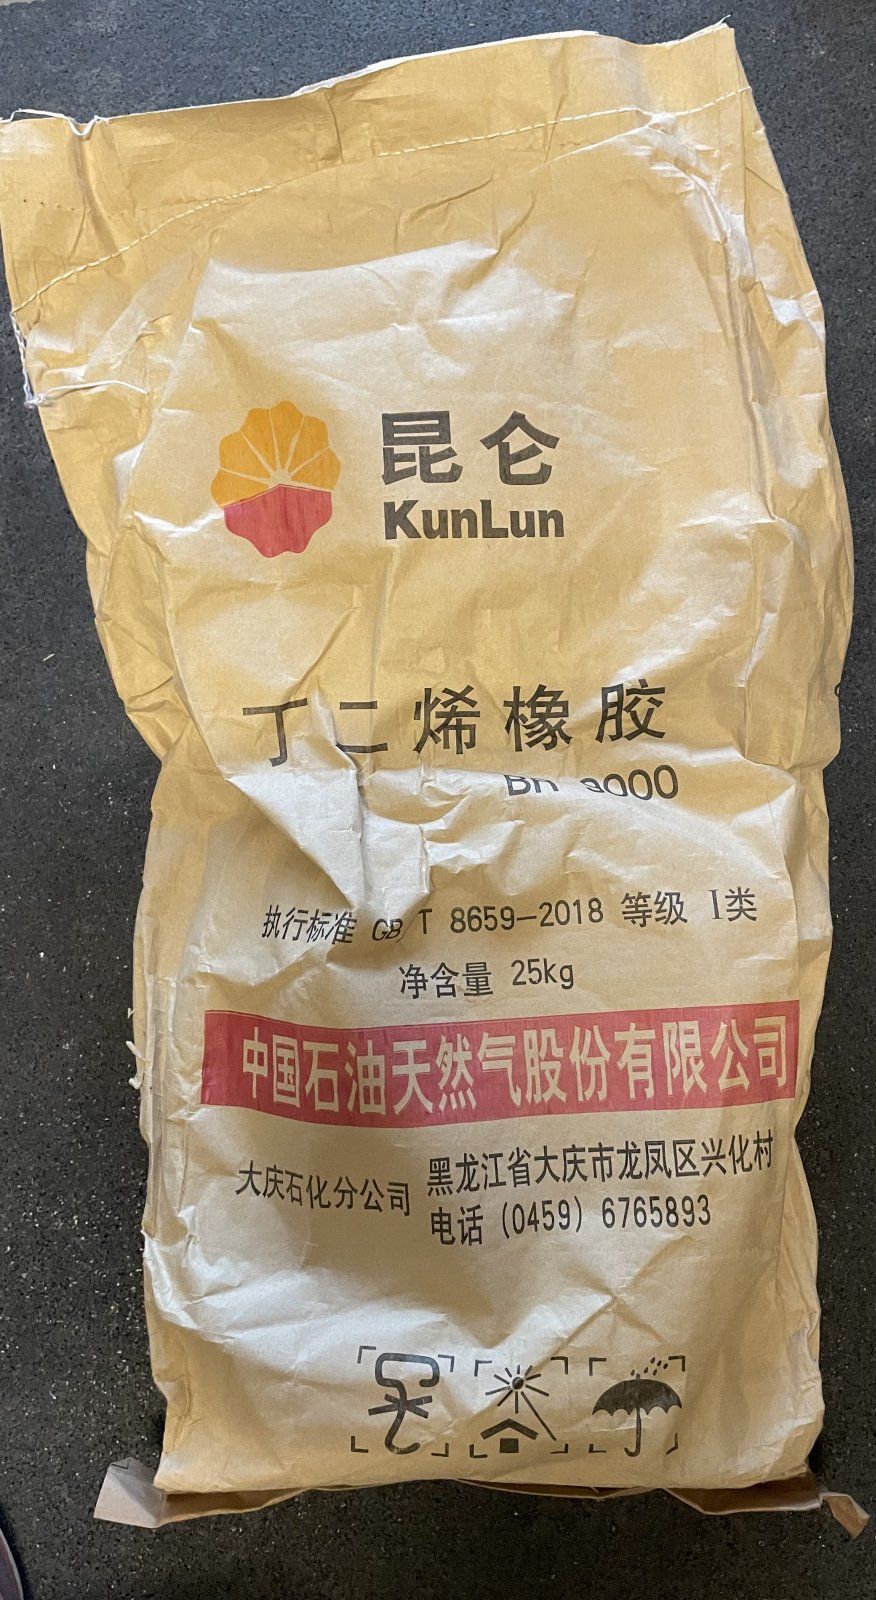 昆仑
KunLun
丁二烯橡胶
BR 9000
执行标准 GB/T 8659-2018 等级 I类
净含量 25kg
中国石油天然气股份有限公司
大庆石化分公司 黑龙江省大庆市龙凤区兴化村
电话 (0459) 6765893